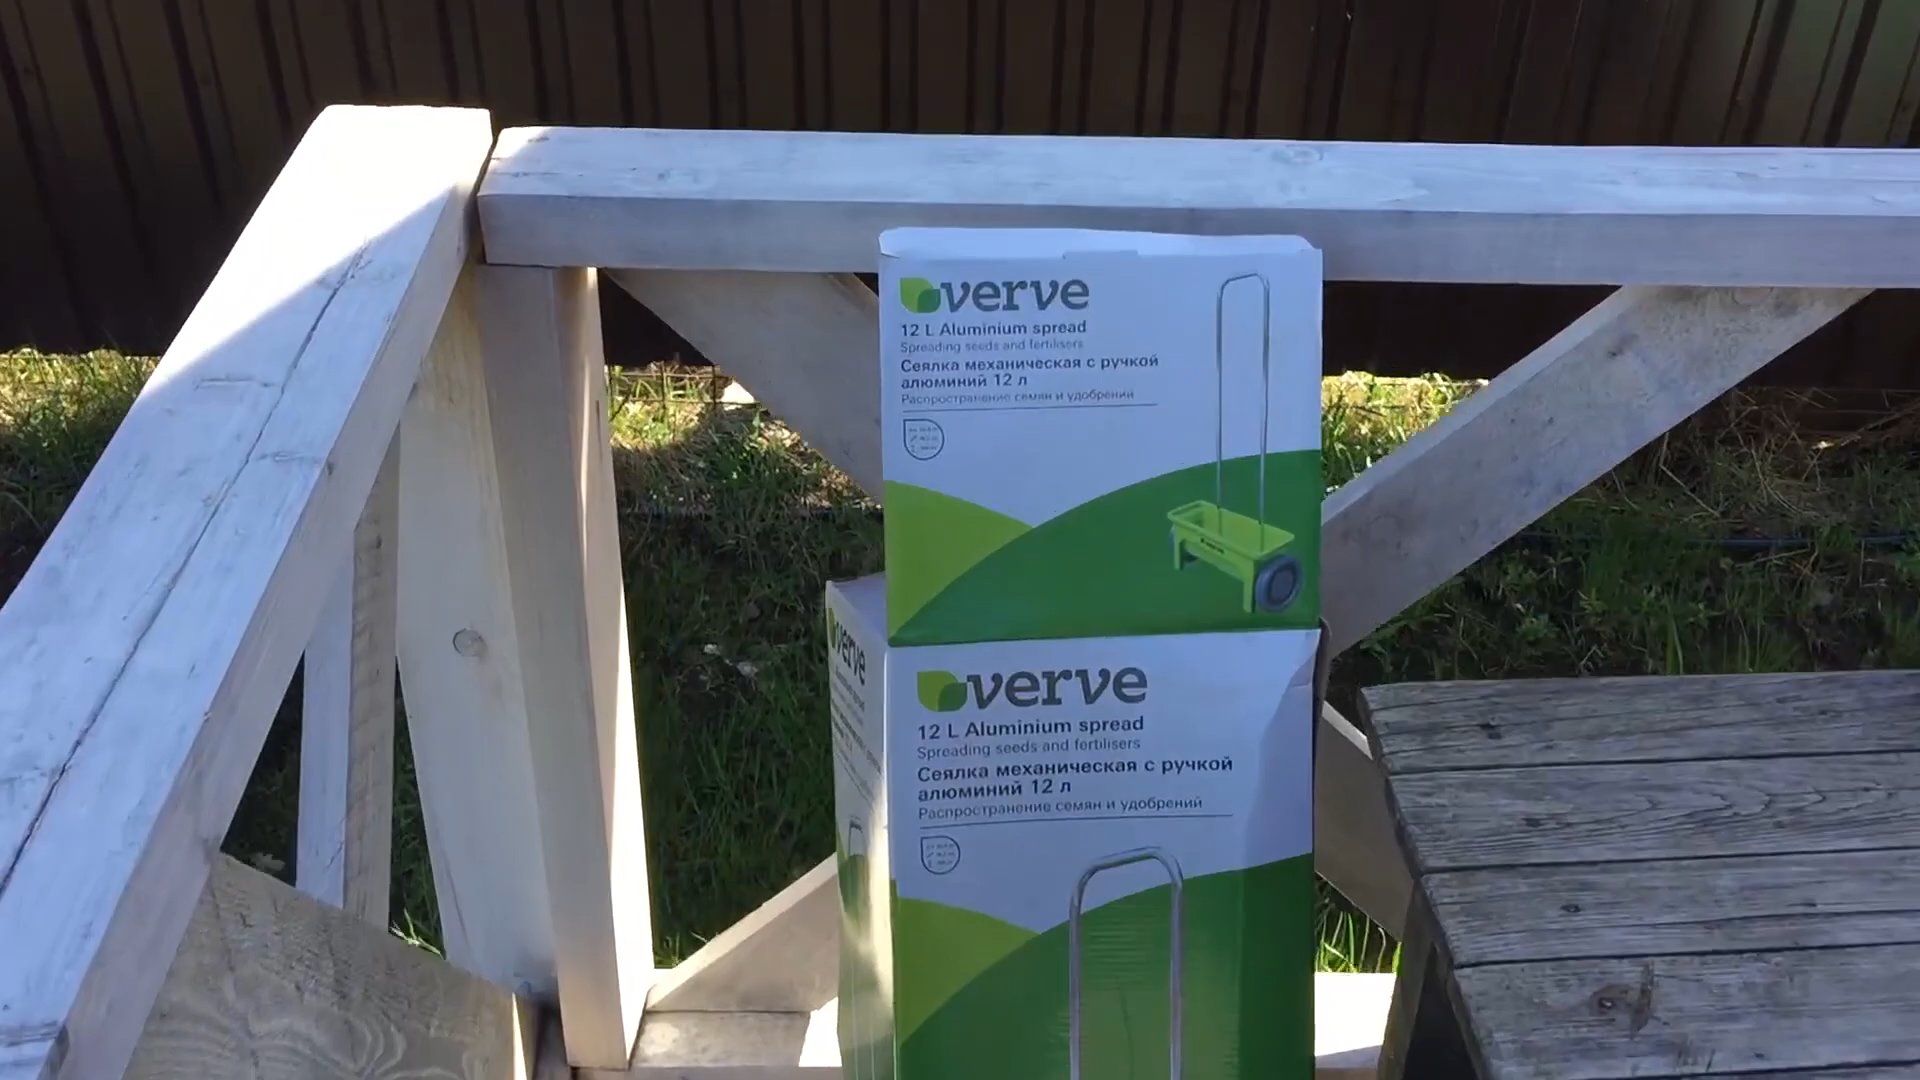 verve
12 L Aluminium spread
Spreading seeds and fertilisers
Сеялка механическая с ручкой
алюминий 12 л
Распространение семян и удобрений
verve
verve
12 L Aluminium spread
Spreading seeds and fertilisers
Сеялка механическая с ручкой
алюминий 12 л
Распространение семян и удобрений